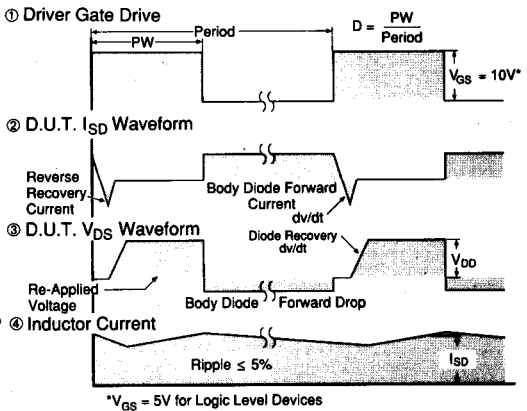 ① Driver Gate Drive
Period
PW
D = PW
Period
V_GS = 10V*
② D.U.T. I_SD Waveform
Reverse
Recovery
Current
Body Diode Forward
Current
dv/dt
③ D.U.T. V_DS Waveform
Diode Recovery
dv/dt
V_DD
Re-Applied
Voltage
Body Diode
Forward Drop
④ Inductor Current
Ripple ≤ 5%
I_SD
*V_GS = 5V for Logic Level Devices